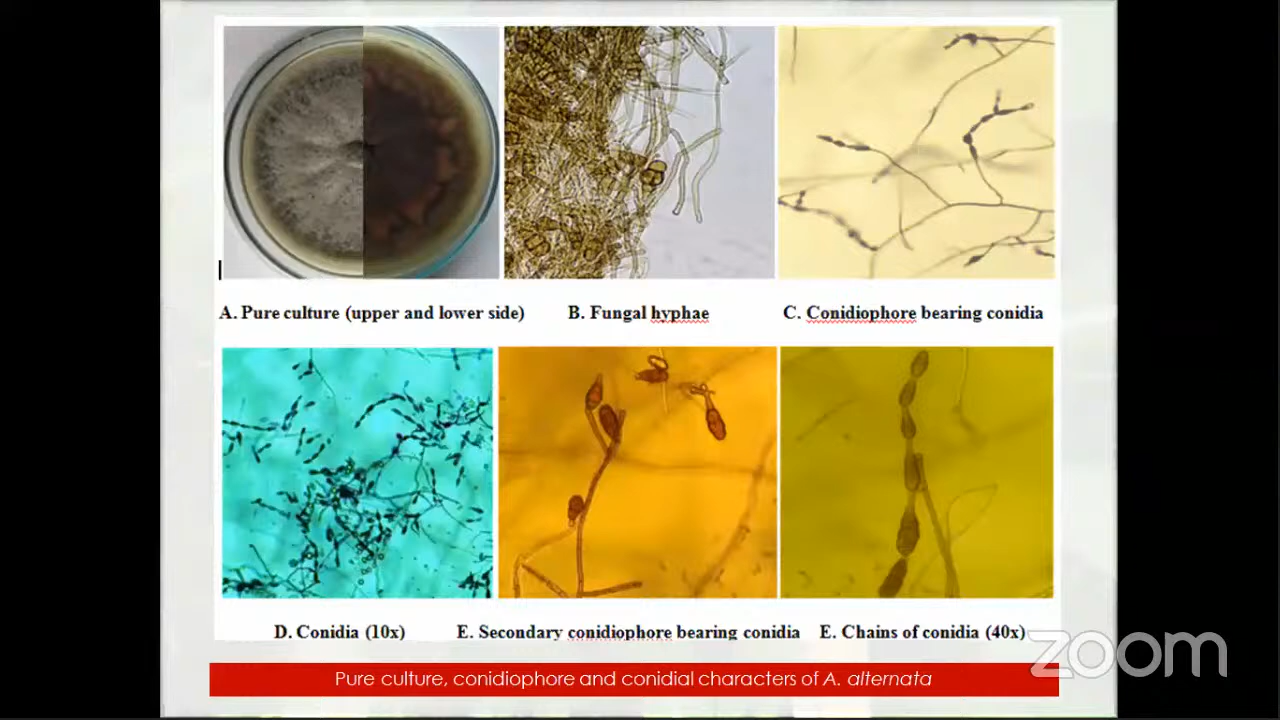 A. Pure culture (upper and lower side)
B. Fungal hyphae
C. Conidiophore bearing conidia
D. Conidia (10x)
E. Secondary conidiophore bearing conidia
E. Chains of conidia (40x)
zoom
Pure culture, conidiophore and conidial characters of A. alternata